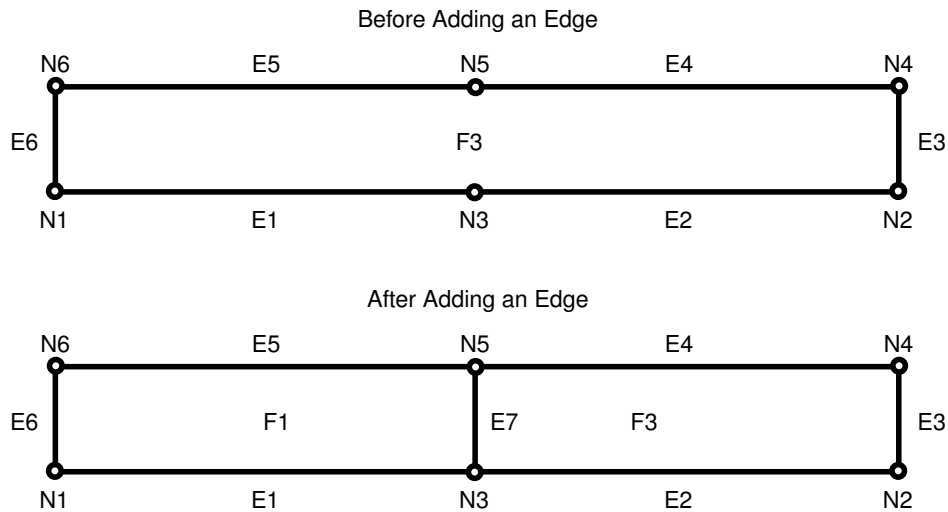 Before Adding an Edge
N6 E5 N5 E4 N4
E6 F3 E3
N1 E1 N3 E2 N2
After Adding an Edge
N6 E5 N5 E4 N4
E6 F1 E7 F3 E3
N1 E1 N3 E2 N2